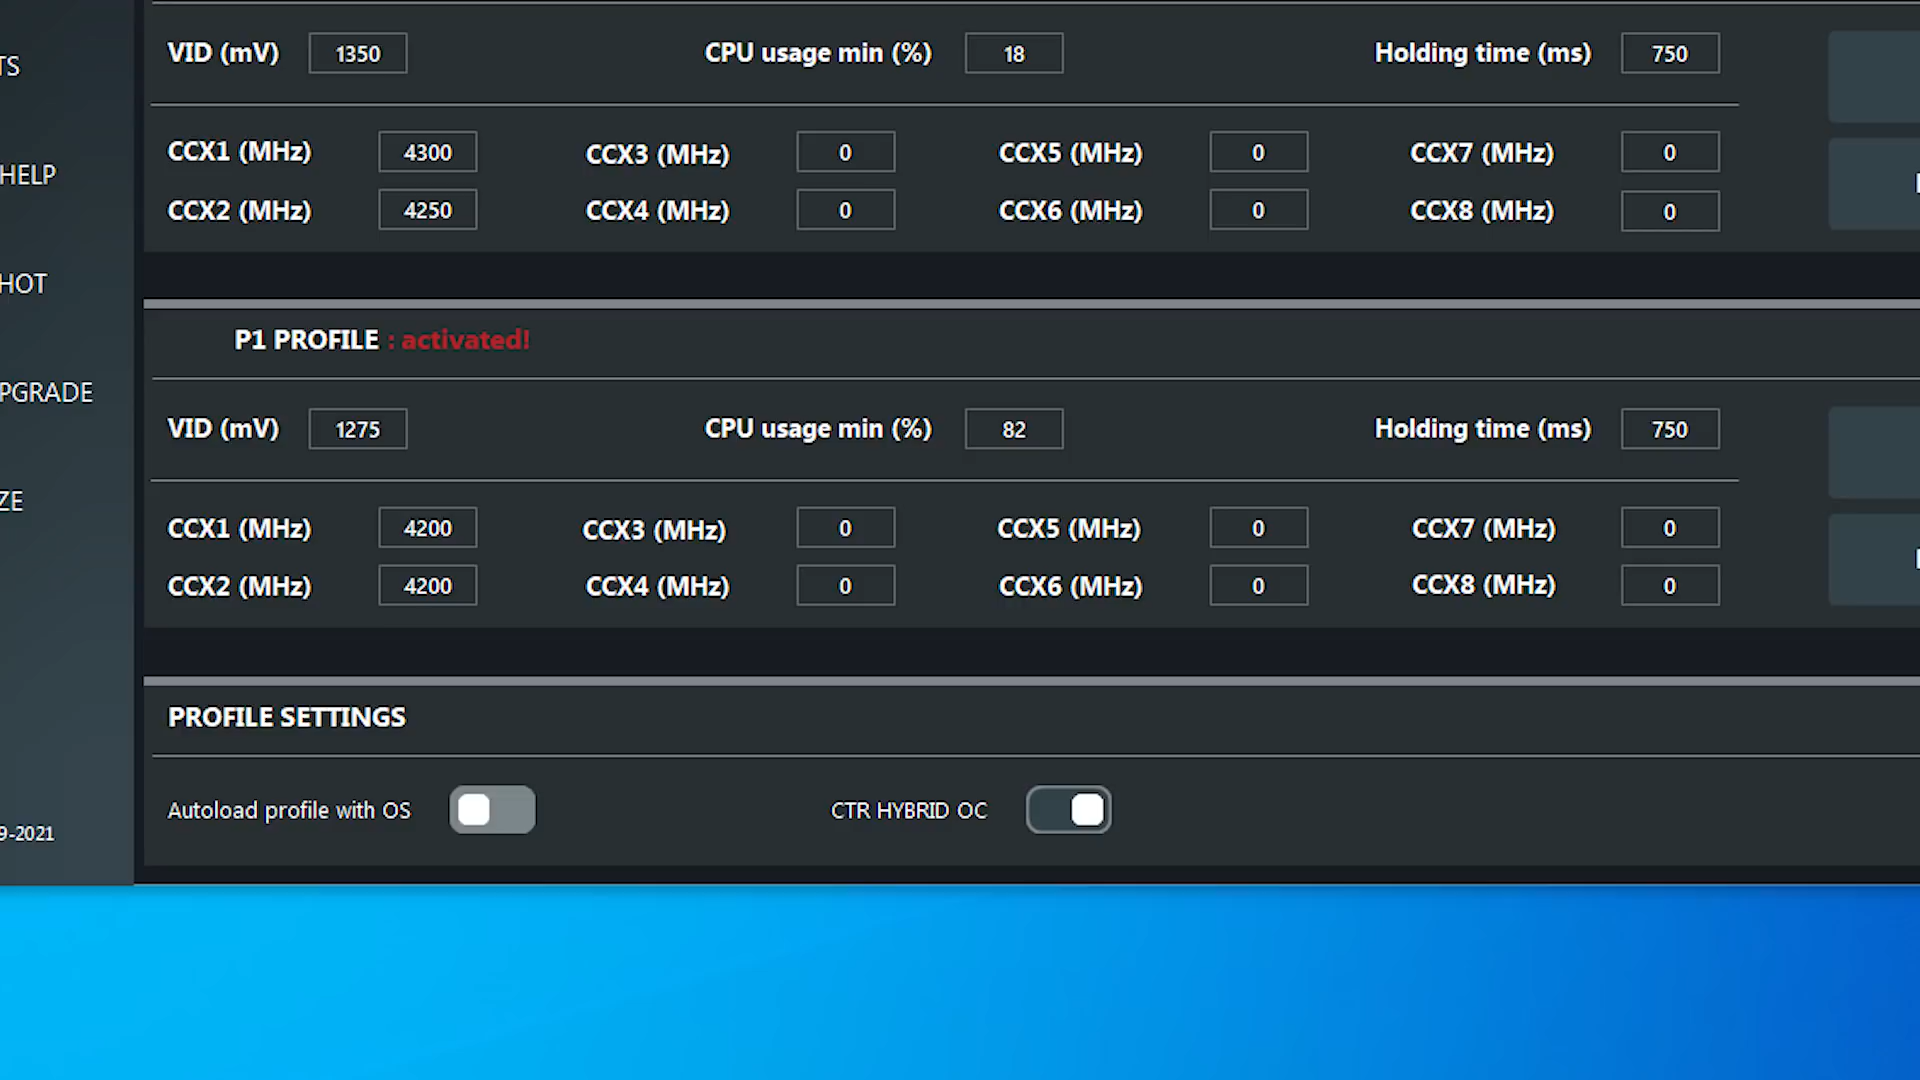 TS
HELP
HOT
PGRADE
ZE
9-2021
VID (mV) 1350 CPU usage min (%) 18 Holding time (ms) 750
CCX1 (MHz) 4300 CCX3 (MHz) 0 CCX5 (MHz) 0 CCX7 (MHz) 0
CCX2 (MHz) 4250 CCX4 (MHz) 0 CCX6 (MHz) 0 CCX8 (MHz) 0
P1 PROFILE : activated!
VID (mV) 1275 CPU usage min (%) 82 Holding time (ms) 750
CCX1 (MHz) 4200 CCX3 (MHz) 0 CCX5 (MHz) 0 CCX7 (MHz) 0
CCX2 (MHz) 4200 CCX4 (MHz) 0 CCX6 (MHz) 0 CCX8 (MHz) 0
PROFILE SETTINGS
Autoload profile with OS CTR HYBRID OC